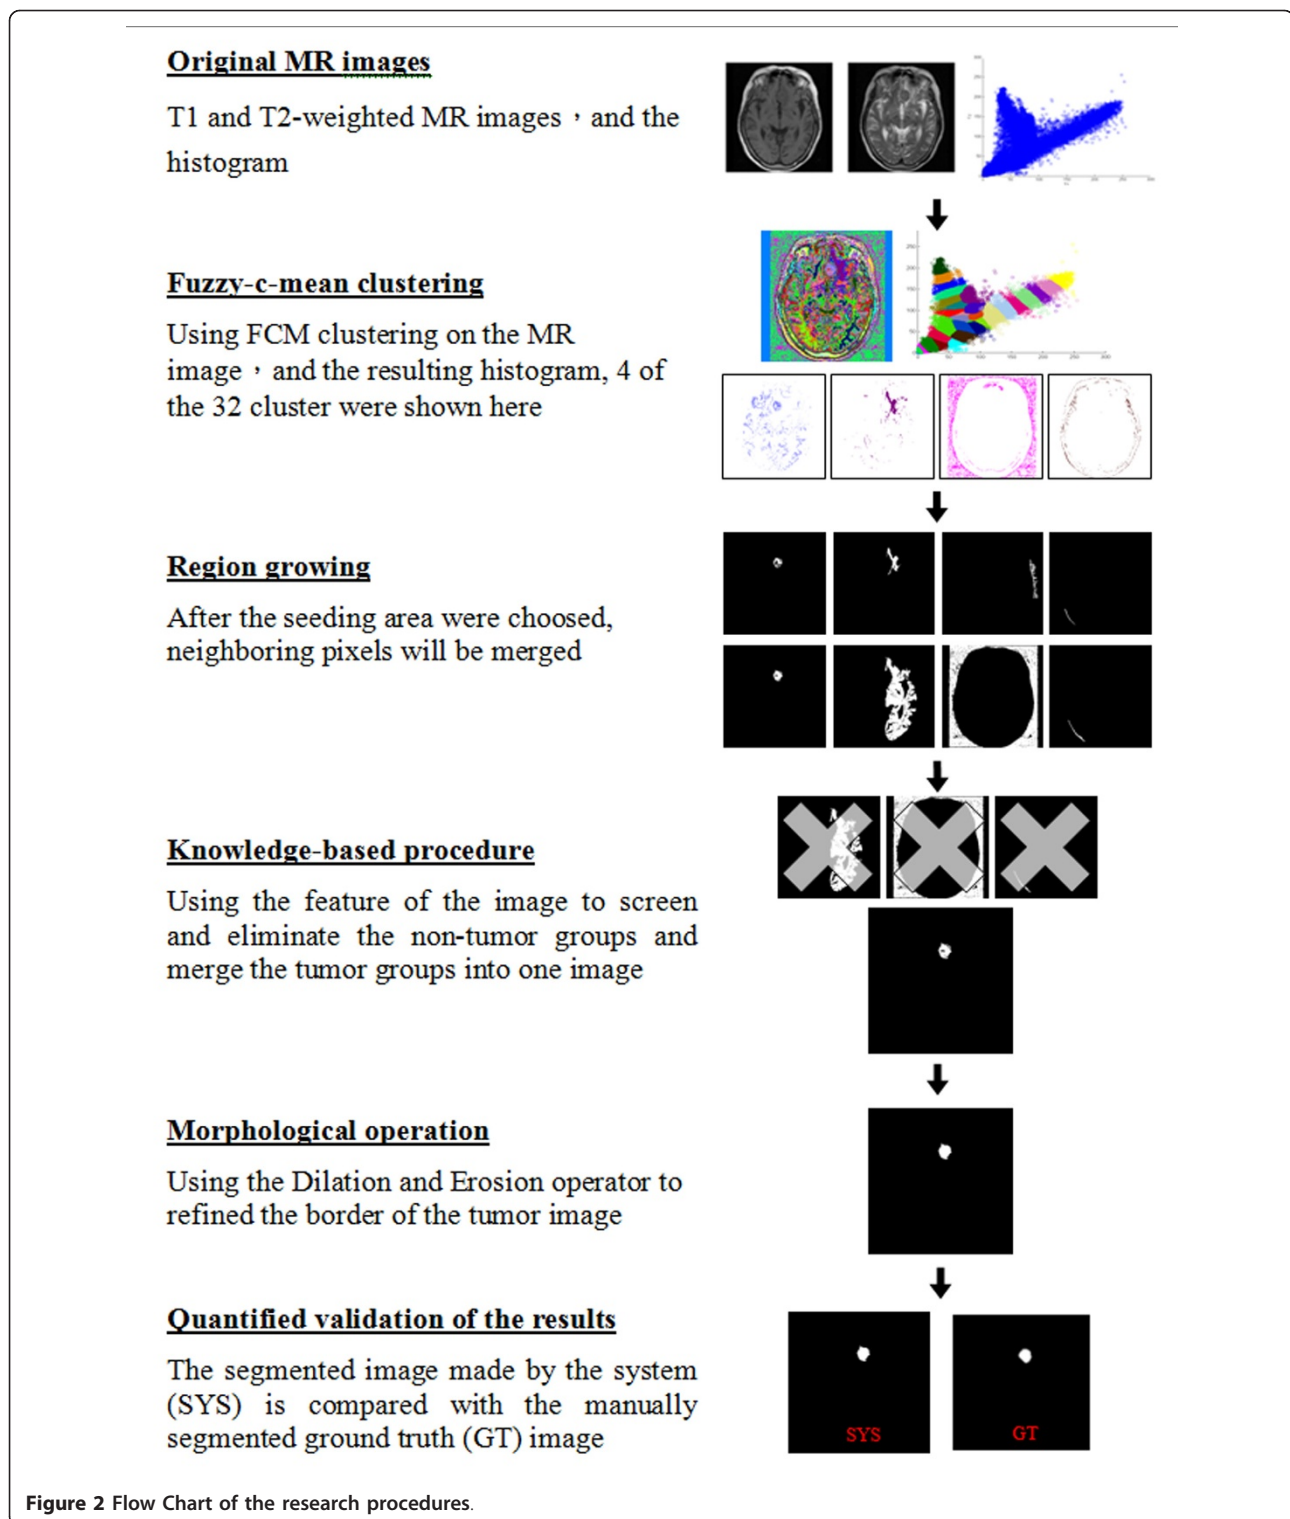 Original MR images
T1 and T2-weighted MR images，and the
histogram
Fuzzy-c-mean clustering
Using FCM clustering on the MR
image，and the resulting histogram, 4 of
the 32 cluster were shown here
Region growing
After the seeding area were choosed,
neighboring pixels will be merged
Knowledge-based procedure
Using the feature of the image to screen
and eliminate the non-tumor groups and
merge the tumor groups into one image
Morphological operation
Using the Dilation and Erosion operator to
refined the border of the tumor image
Quantified validation of the results
The segmented image made by the system
(SYS) is compared with the manually
segmented ground truth (GT) image
SYS
GT
Figure 2 Flow Chart of the research procedures.